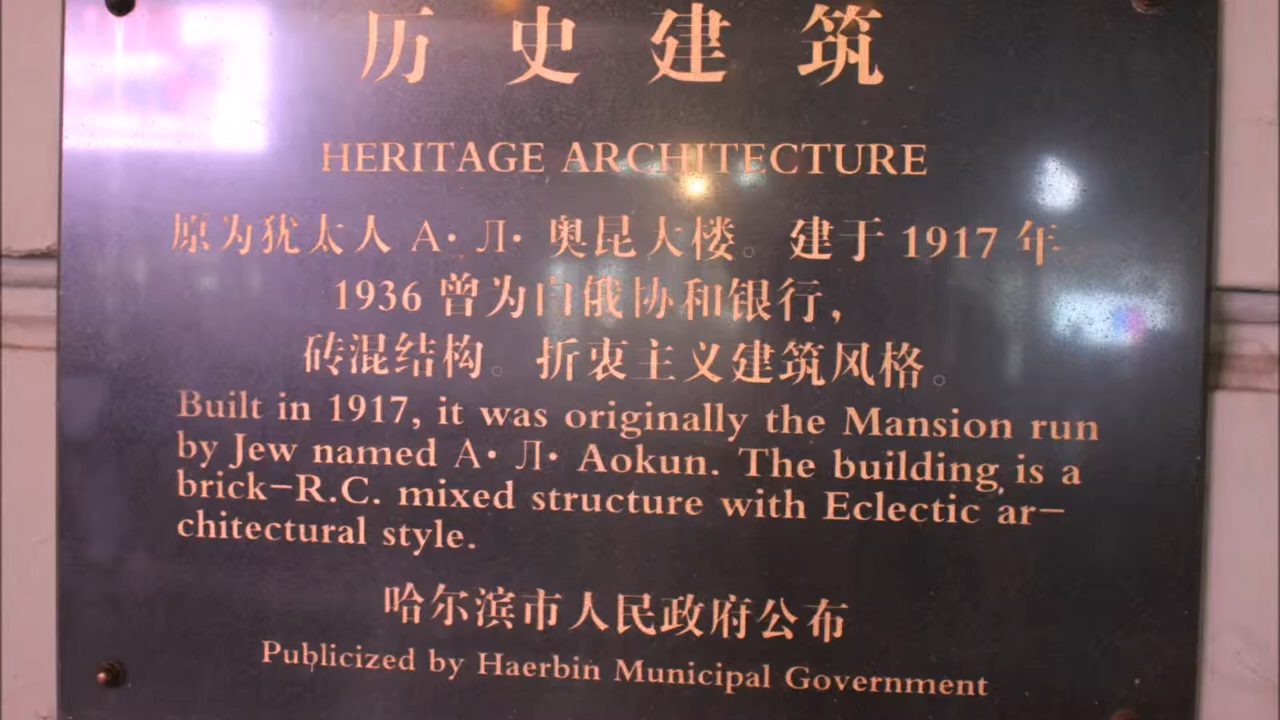 历史建筑
HERITAGE ARCHITECTURE
原为犹太人 А·Л·奥昆大楼。建于 1917 年
1936 曾为白俄协和银行，
砖混结构。折衷主义建筑风格。
Built in 1917, it was originally the Mansion run
by Jew named А·Л· Aokun. The building is a
brick-R.C. mixed structure with Eclectic ar-
chitectural style.
哈尔滨市人民政府公布
Publicized by Haerbin Municipal Government